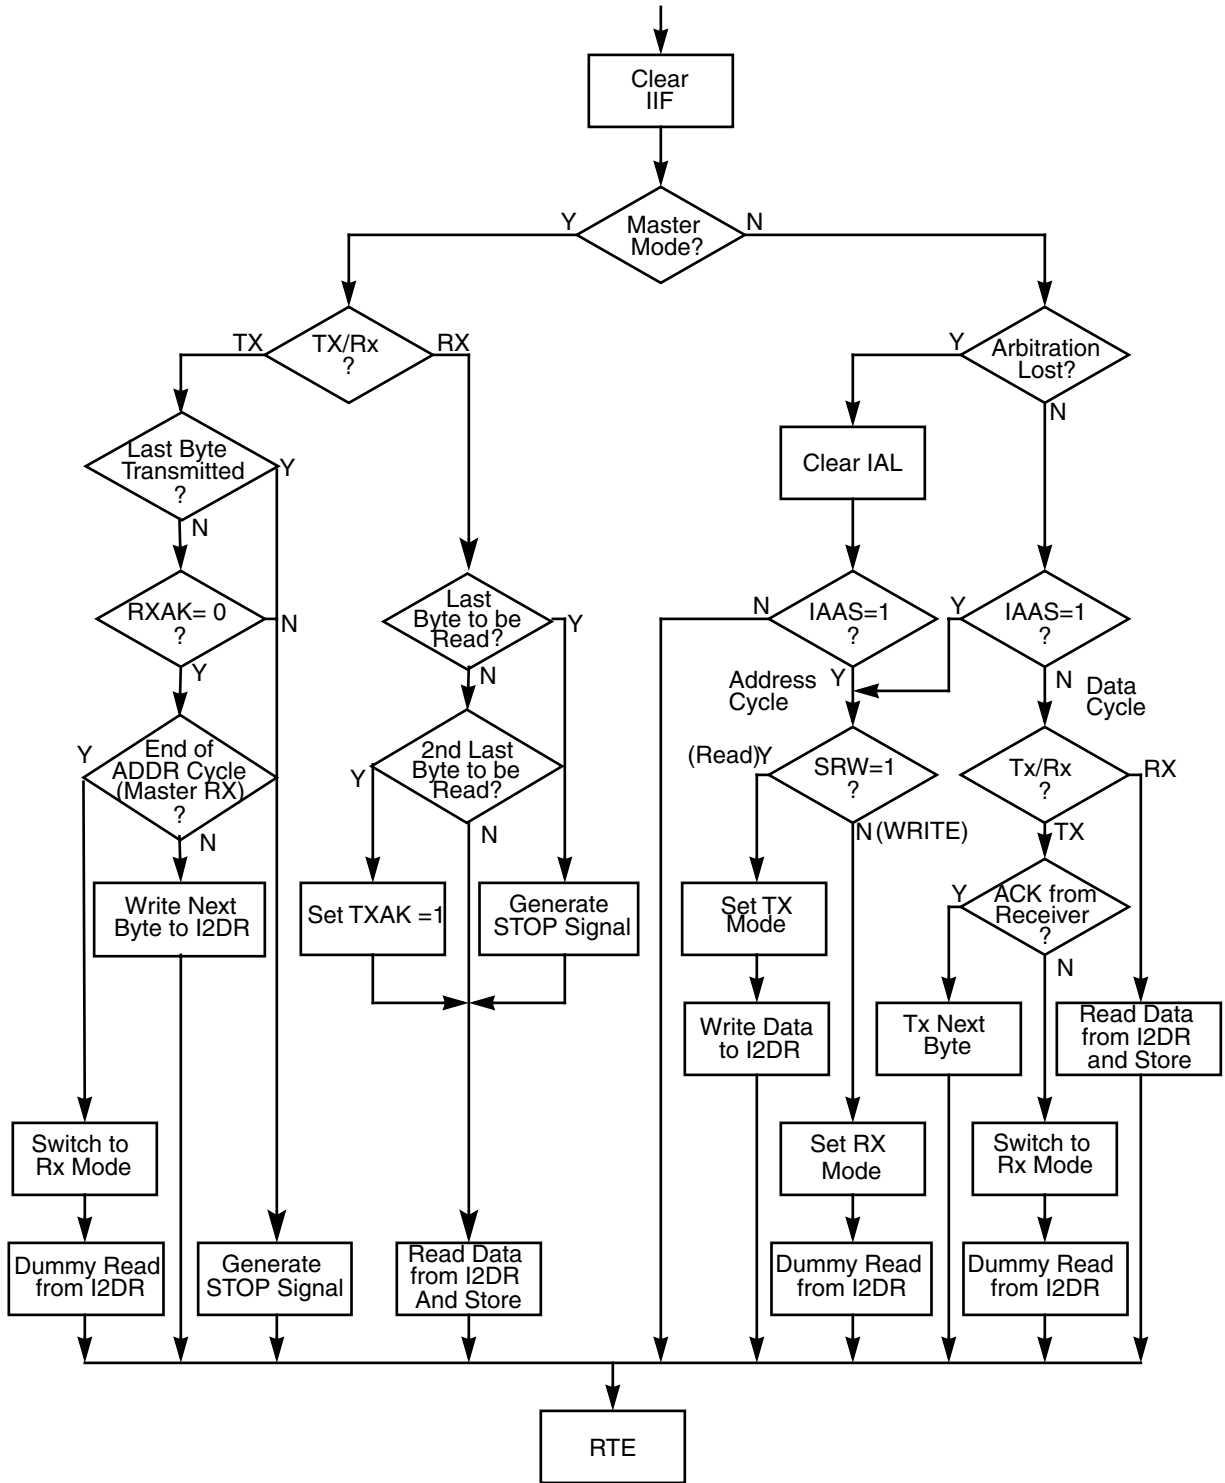 Clear
IIF
Y
Master
Mode?
N
TX
TX/Rx
?
RX
Y
Arbitration
Lost?
N
Last Byte
Transmitted
?
Y
N
Clear IAL
RXAK= 0
?
N
Y
Last
Byte to be
Read?
Y
N
N
IAAS=1
?
Y
Y
IAAS=1
?
N
Address
Cycle
Data
Cycle
Y
End of
ADDR Cycle
(Master RX)
?
N
2nd Last
Byte to be
Read?
Y
N
(Read)Y
SRW=1
?
N (WRITE)
Tx/Rx
?
RX
TX
Write Next
Byte to I2DR
Set TXAK =1
Generate
STOP Signal
Set TX
Mode
Y
ACK from
Receiver
?
N
Write Data
to I2DR
Tx Next
Byte
Read Data
from I2DR
and Store
Switch to
Rx Mode
Set RX
Mode
Switch to
Rx Mode
Dummy Read
from I2DR
Generate
STOP Signal
Read Data
from I2DR
And Store
Dummy Read
from I2DR
Dummy Read
from I2DR
RTE